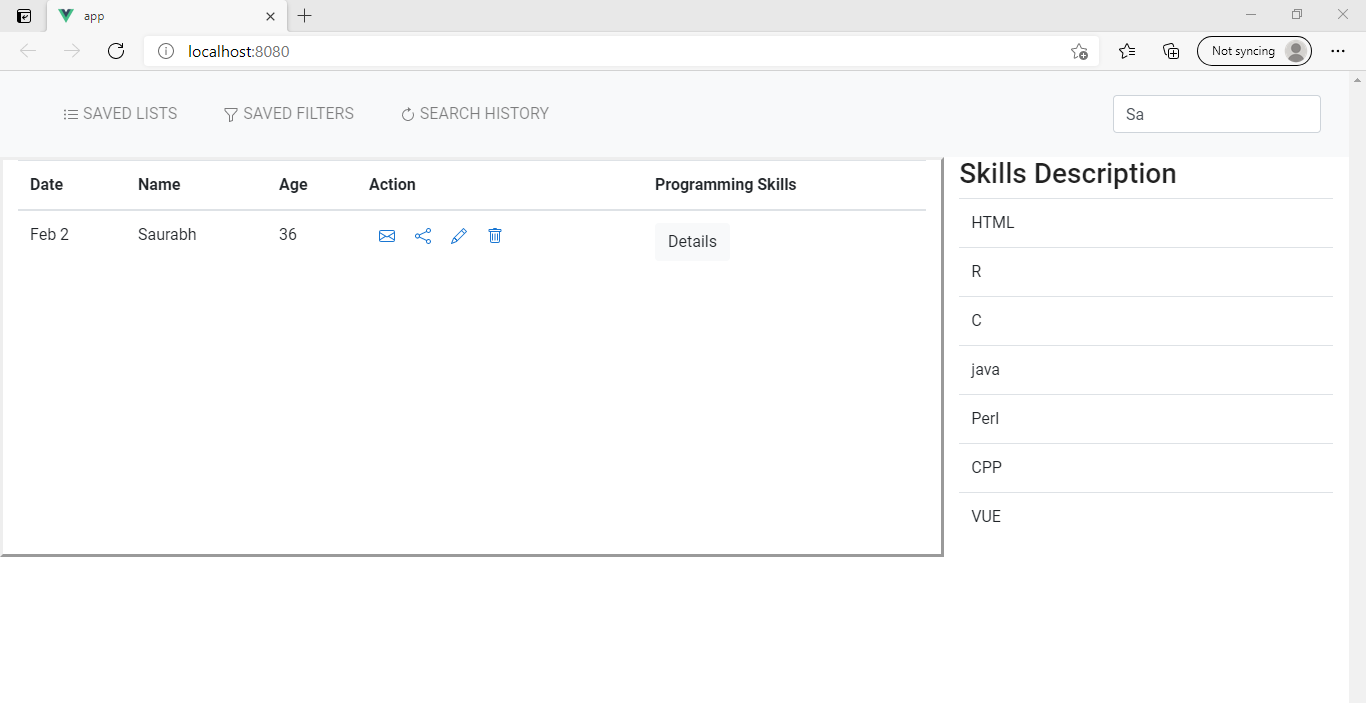 app
localhost:8080
Not syncing
SAVED LISTS SAVED FILTERS SEARCH HISTORY
Sa
Date Name Age Action Programming Skills
Feb 2 Saurabh 36 Details
Skills Description
HTML
R
C
java
Perl
CPP
VUE